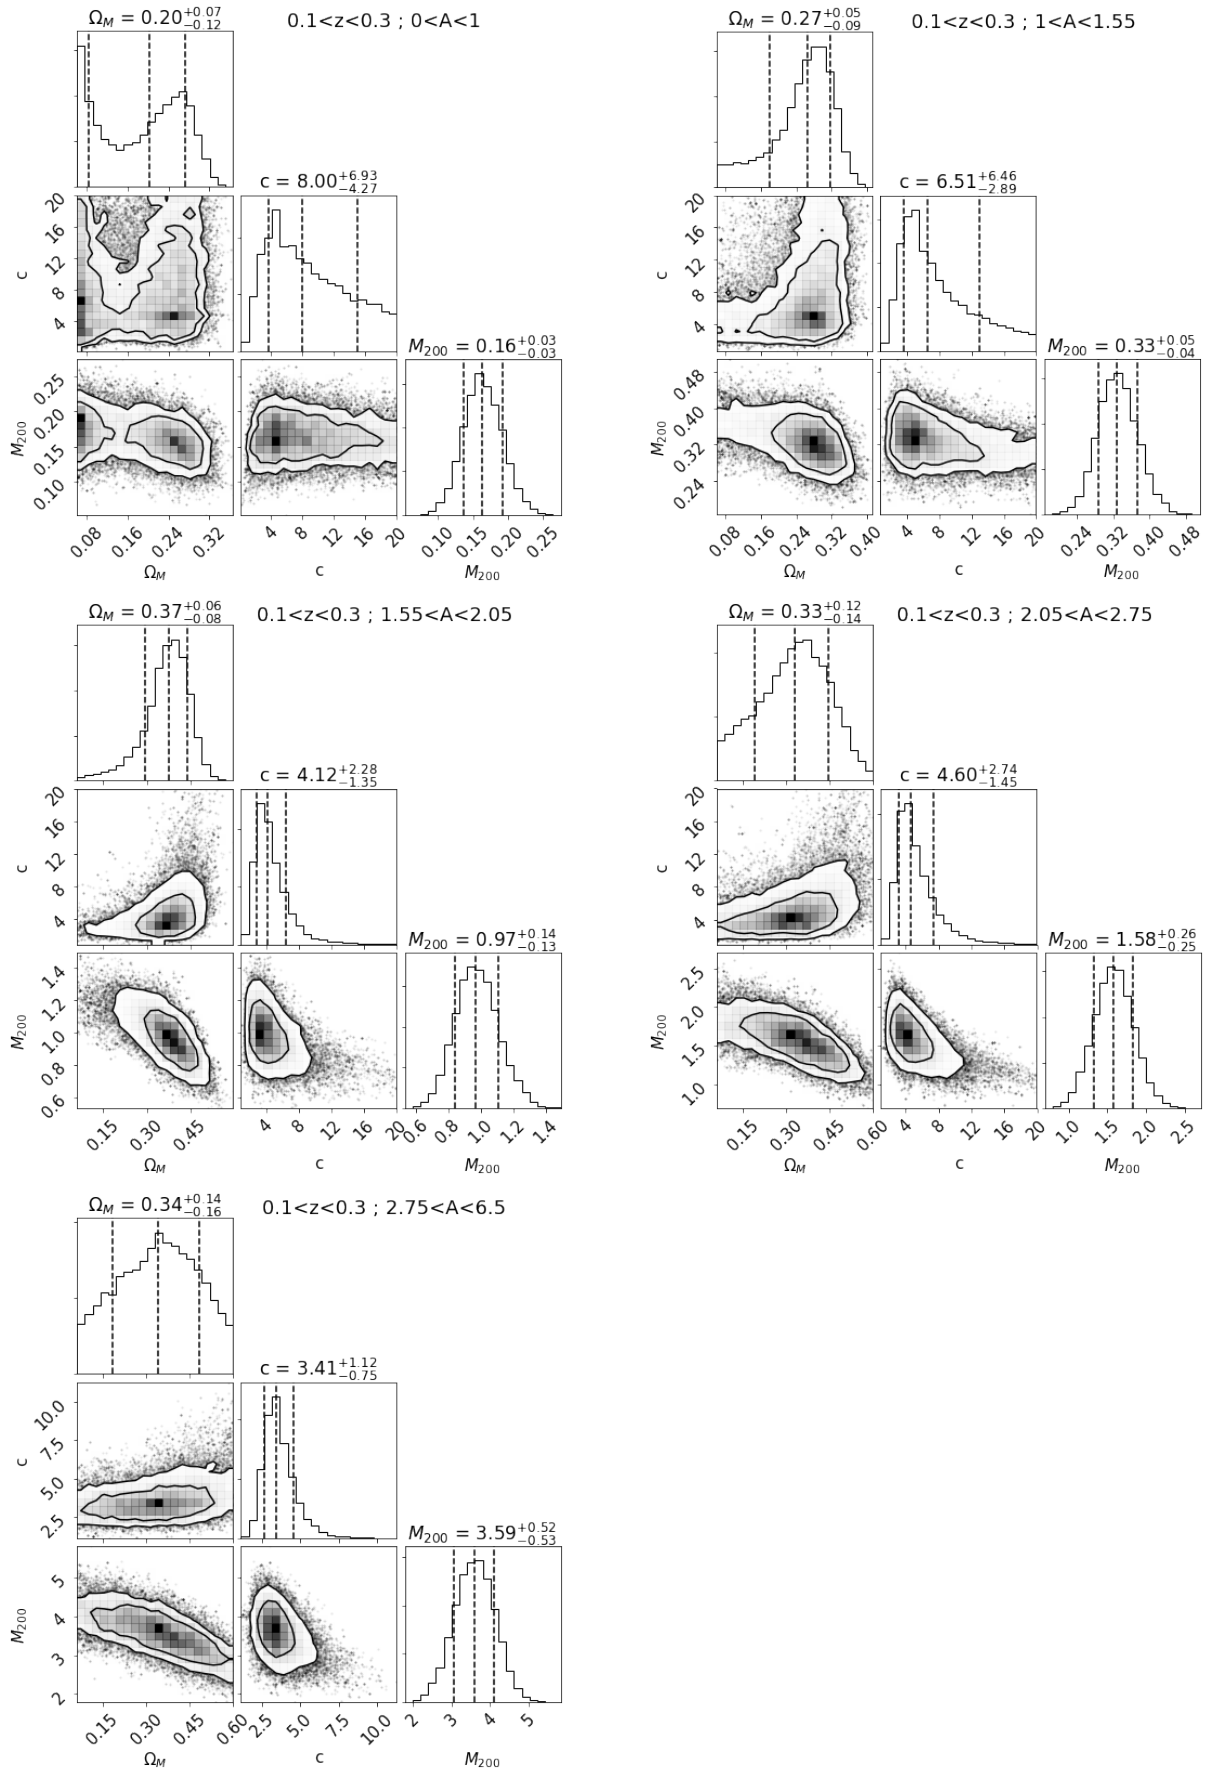 Ω_M = 0.20^{+0.07}_{-0.12}
0.1<z<0.3 ; 0<A<1
c = 8.00^{+6.93}_{-4.27}
20
16
12
8
4
c
M_200 = 0.16^{+0.03}_{-0.03}
0.25
0.20
0.15
0.10
M_200
0.08 0.16 0.24 0.32
4 8 12 16 20
0.10 0.15 0.20 0.25
Ω_M
c
M_200
Ω_M = 0.27^{+0.05}_{-0.09}
0.1<z<0.3 ; 1<A<1.55
c = 6.51^{+6.46}_{-2.89}
20
16
12
8
4
c
M_200 = 0.33^{+0.05}_{-0.04}
0.48
0.40
0.32
0.24
M_200
0.08 0.16 0.24 0.32 0.40
4 8 12 16 20
0.24 0.32 0.40 0.48
Ω_M
c
M_200
Ω_M = 0.37^{+0.06}_{-0.08}
0.1<z<0.3 ; 1.55<A<2.05
c = 4.12^{+2.28}_{-1.35}
20
16
12
8
4
c
M_200 = 0.97^{+0.14}_{-0.13}
1.4
1.2
1.0
0.8
0.6
M_200
0.15 0.30 0.45
4 8 12 16 20
0.6 0.8 1.0 1.2 1.4
Ω_M
c
M_200
Ω_M = 0.33^{+0.12}_{-0.14}
0.1<z<0.3 ; 2.05<A<2.75
c = 4.60^{+2.74}_{-1.45}
20
16
12
8
4
c
M_200 = 1.58^{+0.26}_{-0.25}
2.5
2.0
1.5
1.0
M_200
0.15 0.30 0.45 0.60
4 8 12 16 20
1.0 1.5 2.0 2.5
Ω_M
c
M_200
Ω_M = 0.34^{+0.14}_{-0.16}
0.1<z<0.3 ; 2.75<A<6.5
c = 3.41^{+1.12}_{-0.75}
10.0
7.5
5.0
2.5
c
M_200 = 3.59^{+0.52}_{-0.53}
5
4
3
2
M_200
0.15 0.30 0.45 0.60
2.5 5.0 7.5 10.0
2 3 4 5
Ω_M
c
M_200